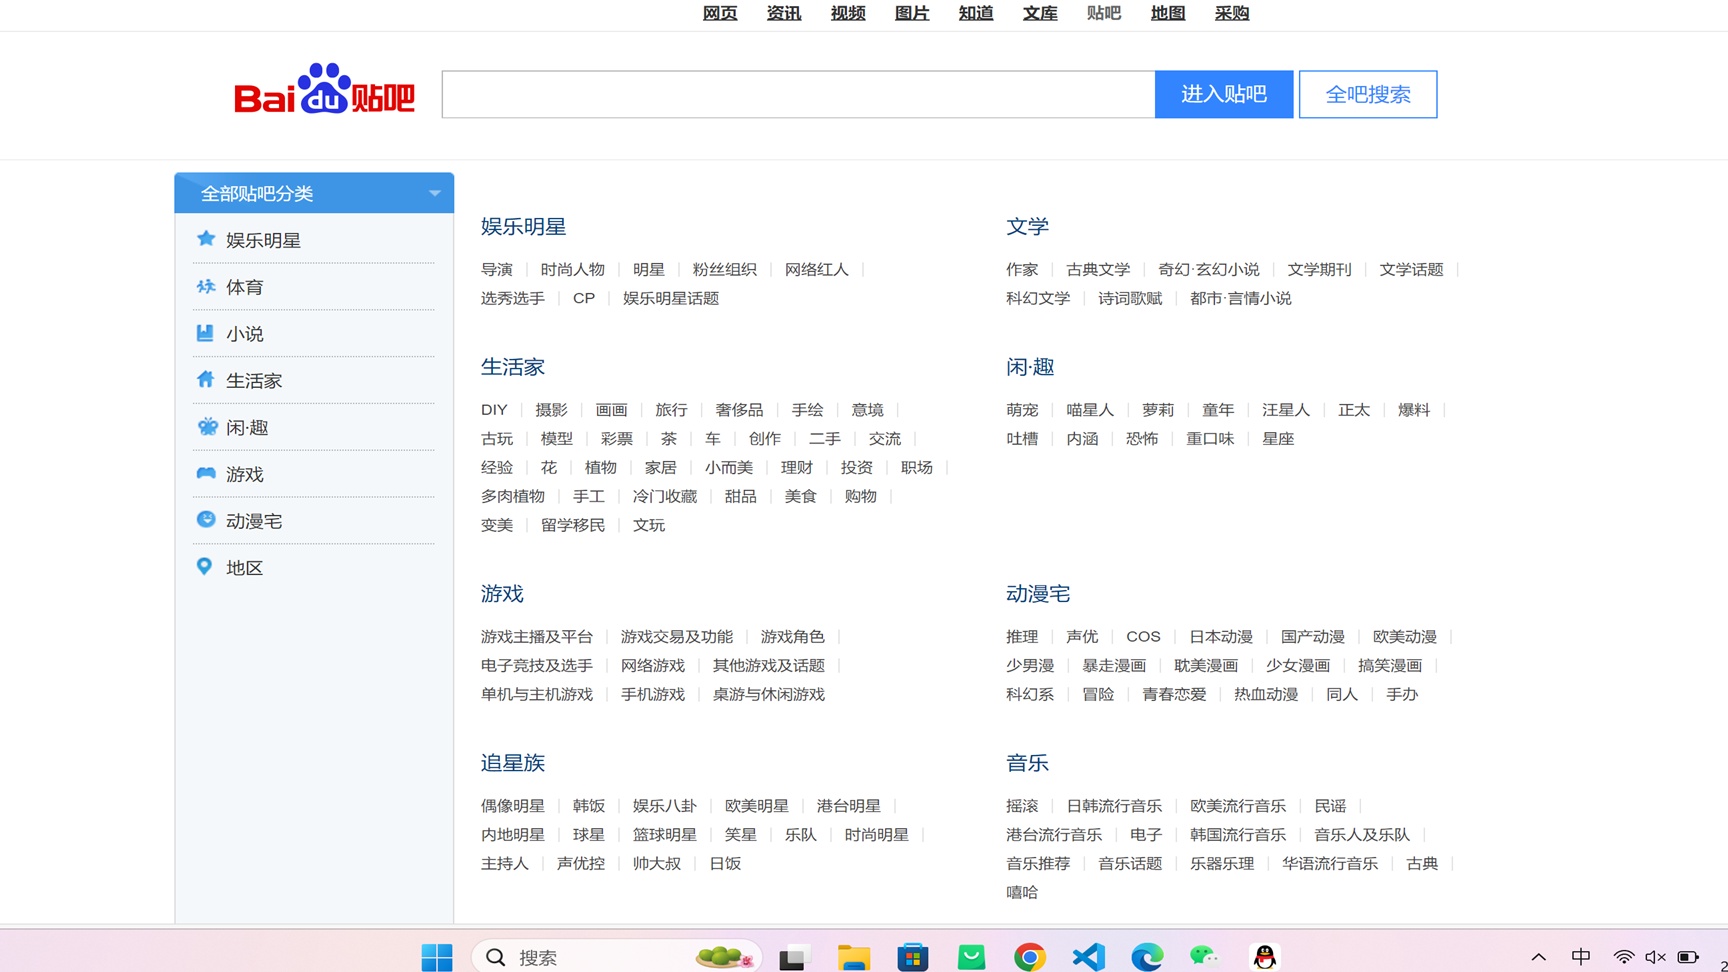 网页 资讯 视频 图片 知道 文库 贴吧 地图 采购
Bai du 贴吧
进入贴吧 全吧搜索
全部贴吧分类
娱乐明星
体育
小说
生活家
闲·趣
游戏
动漫宅
地区
娱乐明星
导演 时尚人物 明星 粉丝组织 网络红人
选秀选手 CP 娱乐明星话题
文学
作家 古典文学 奇幻·玄幻小说 文学期刊 文学话题
科幻文学 诗词歌赋 都市·言情小说
生活家
DIY 摄影 画画 旅行 奢侈品 手绘 意境
古玩 模型 彩票 茶 车 创作 二手 交流
经验 花 植物 家居 小而美 理财 投资 职场
多肉植物 手工 冷门收藏 甜品 美食 购物
变美 留学移民 文玩
闲·趣
萌宠 喵星人 萝莉 童年 汪星人 正太 爆料
吐槽 内涵 恐怖 重口味 星座
游戏
游戏主播及平台 游戏交易及功能 游戏角色
电子竞技及选手 网络游戏 其他游戏及话题
单机与主机游戏 手机游戏 桌游与休闲游戏
动漫宅
推理 声优 COS 日本动漫 国产动漫 欧美动漫
少男漫 暴走漫画 耽美漫画 少女漫画 搞笑漫画
科幻系 冒险 青春恋爱 热血动漫 同人 手办
追星族
偶像明星 韩饭 娱乐八卦 欧美明星 港台明星
内地明星 球星 篮球明星 笑星 乐队 时尚明星
主持人 声优控 帅大叔 日饭
音乐
摇滚 日韩流行音乐 欧美流行音乐 民谣
港台流行音乐 电子 韩国流行音乐 音乐人及乐队
音乐推荐 音乐话题 乐器乐理 华语流行音乐 古典
嘻哈
搜索 中 2